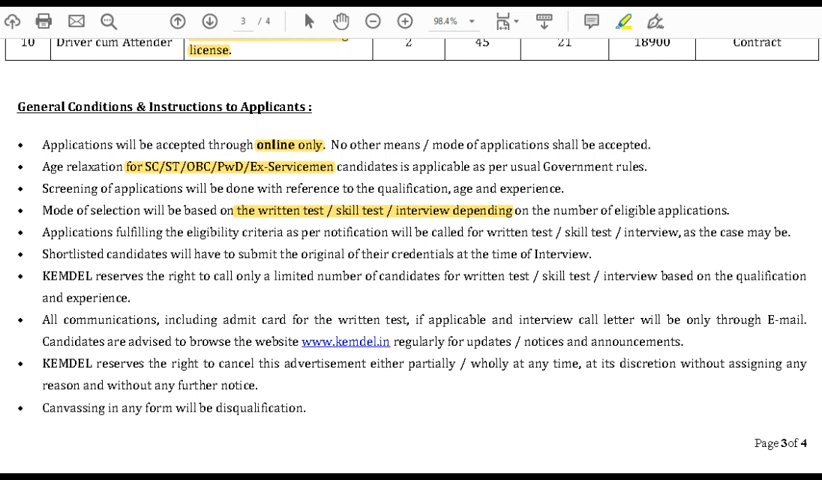 3 / 4
98.4%
10 Driver cum Attender license. 2 45 21 18900 Contract
General Conditions & Instructions to Applicants :
• Applications will be accepted through online only. No other means / mode of applications shall be accepted.
• Age relaxation for SC/ST/OBC/PwD/Ex-Servicemen candidates is applicable as per usual Government rules.
• Screening of applications will be done with reference to the qualification, age and experience.
• Mode of selection will be based on the written test / skill test / interview depending on the number of eligible applications.
• Applications fulfilling the eligibility criteria as per notification will be called for written test / skill test / interview, as the case may be.
• Shortlisted candidates will have to submit the original of their credentials at the time of Interview.
• KEMDEL reserves the right to call only a limited number of candidates for written test / skill test / interview based on the qualification
and experience.
• All communications, including admit card for the written test, if applicable and interview call letter will be only through E-mail.
Candidates are advised to browse the website www.kemdel.in regularly for updates / notices and announcements.
• KEMDEL reserves the right to cancel this advertisement either partially / wholly at any time, at its discretion without assigning any
reason and without any further notice.
• Canvassing in any form will be disqualification.
Page 3 of 4